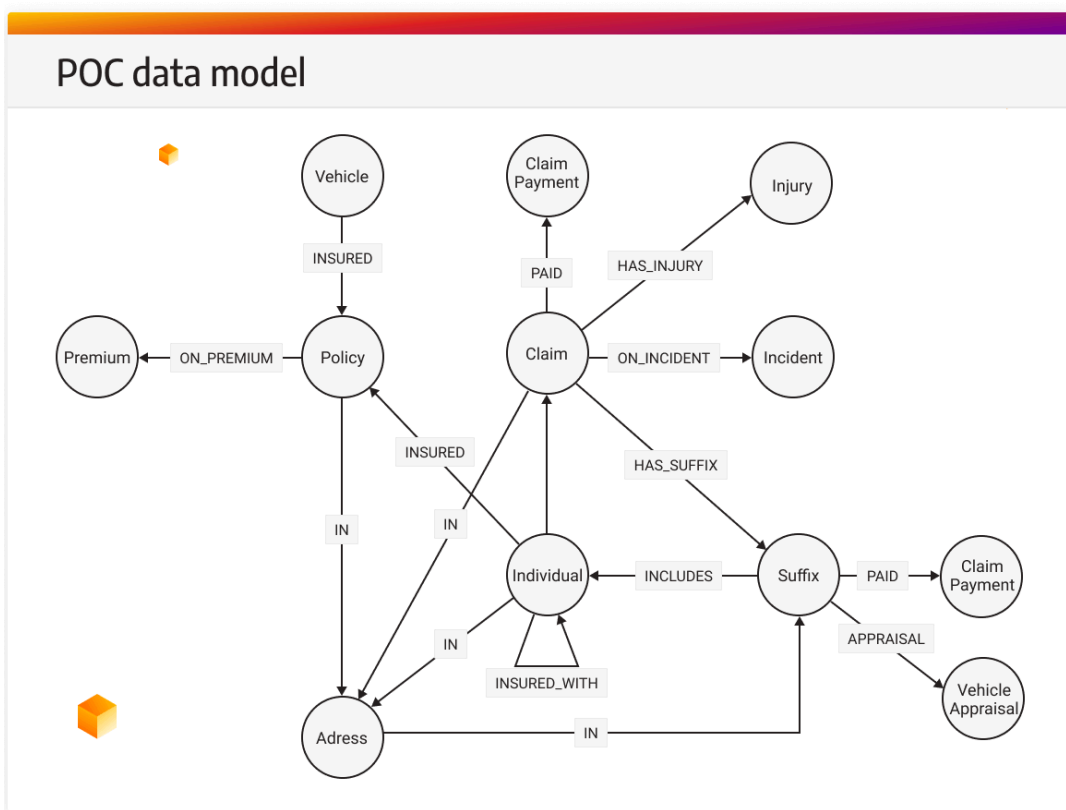 POC data model
Vehicle
Claim
Payment
Injury
INSURED
PAID
HAS_INJURY
Premium
ON_PREMIUM
Policy
Claim
ON_INCIDENT
Incident
INSURED
HAS_SUFFIX
IN
IN
Individual
INCLUDES
Suffix
PAID
Claim
Payment
IN
APPRAISAL
INSURED_WITH
Vehicle
Appraisal
Adress
IN